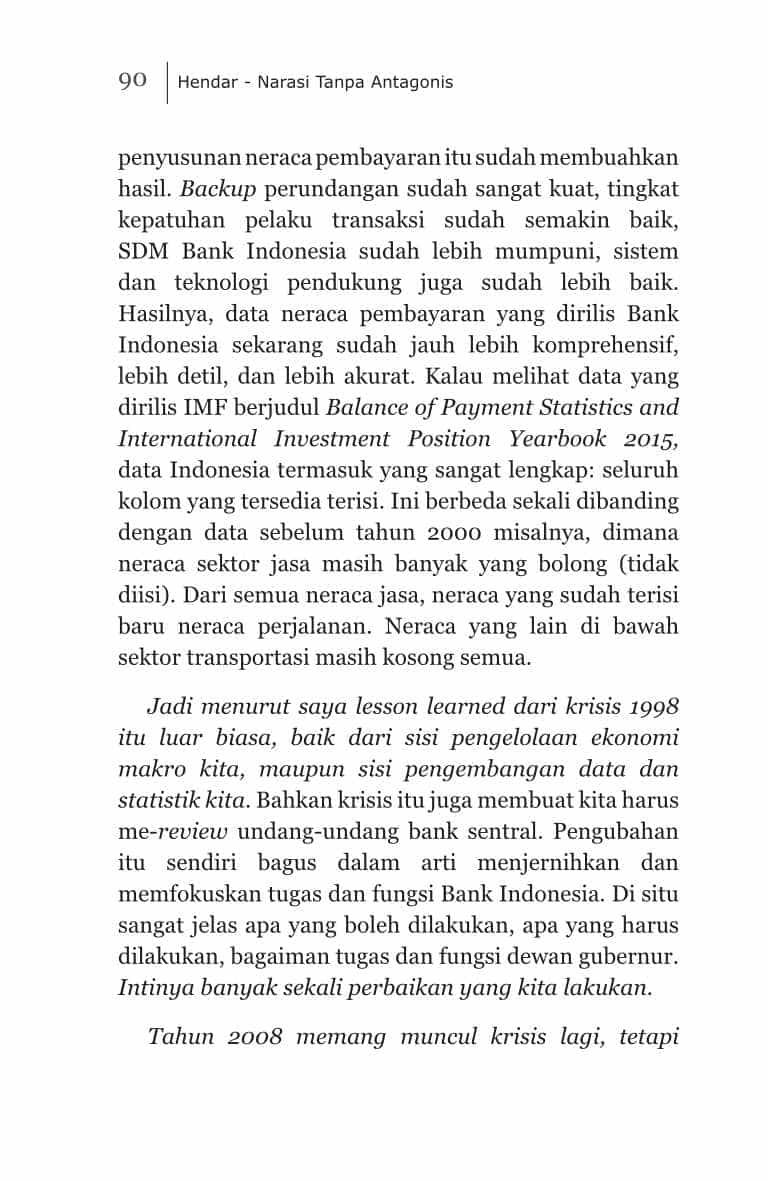 90
Hendar - Narasi Tanpa Antagonis
penyusunan neraca pembayaran itu sudah membuahkan
hasil. Backup perundangan sudah sangat kuat, tingkat
kepatuhan pelaku transaksi sudah semakin baik,
SDM Bank Indonesia sudah lebih mumpuni, sistem
dan teknologi pendukung juga sudah lebih baik.
Hasilnya, data neraca pembayaran yang dirilis Bank
Indonesia sekarang sudah jauh lebih komprehensif,
lebih detil, dan lebih akurat. Kalau melihat data yang
dirilis IMF berjudul Balance of Payment Statistics and
International Investment Position Yearbook 2015,
data Indonesia termasuk yang sangat lengkap: seluruh
kolom yang tersedia terisi. Ini berbeda sekali dibanding
dengan data sebelum tahun 2000 misalnya, dimana
neraca sektor jasa masih banyak yang bolong (tidak
diisi). Dari semua neraca jasa, neraca yang sudah terisi
baru neraca perjalanan. Neraca yang lain di bawah
sektor transportasi masih kosong semua.
Jadi menurut saya lesson learned dari krisis 1998
itu luar biasa, baik dari sisi pengelolaan ekonomi
makro kita, maupun sisi pengembangan data dan
statistik kita. Bahkan krisis itu juga membuat kita harus
me-review undang-undang bank sentral. Pengubahan
itu sendiri bagus dalam arti menjernihkan dan
memfokuskan tugas dan fungsi Bank Indonesia. Di situ
sangat jelas apa yang boleh dilakukan, apa yang harus
dilakukan, bagaiman tugas dan fungsi dewan gubernur.
Intinya banyak sekali perbaikan yang kita lakukan.
Tahun 2008 memang muncul krisis lagi, tetapi